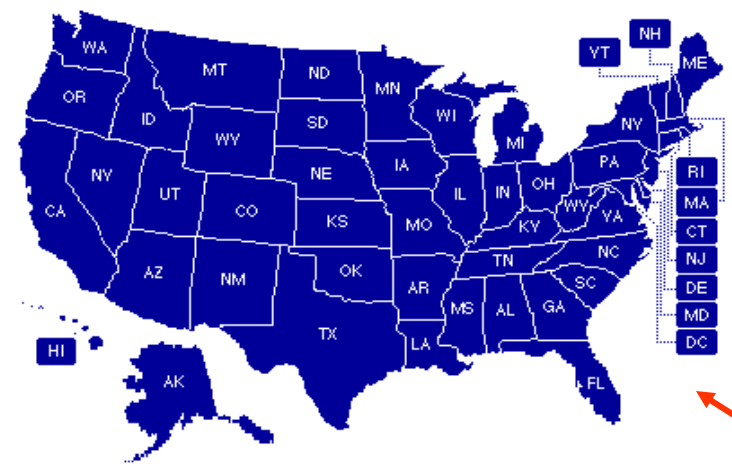 NH
VT
WA
ME
MT
ND
MN
OR
ID
SD
WI
NY
WY
MI
PA
IA
NE
RI
NV
UT
IL
IN
OH
MA
CA
CO
KS
MO
WV
VA
KY
CT
NC
NJ
TN
AZ
NM
OK
AR
SC
DE
MS
AL
GA
MD
TX
LA
DC
HI
AK
FL